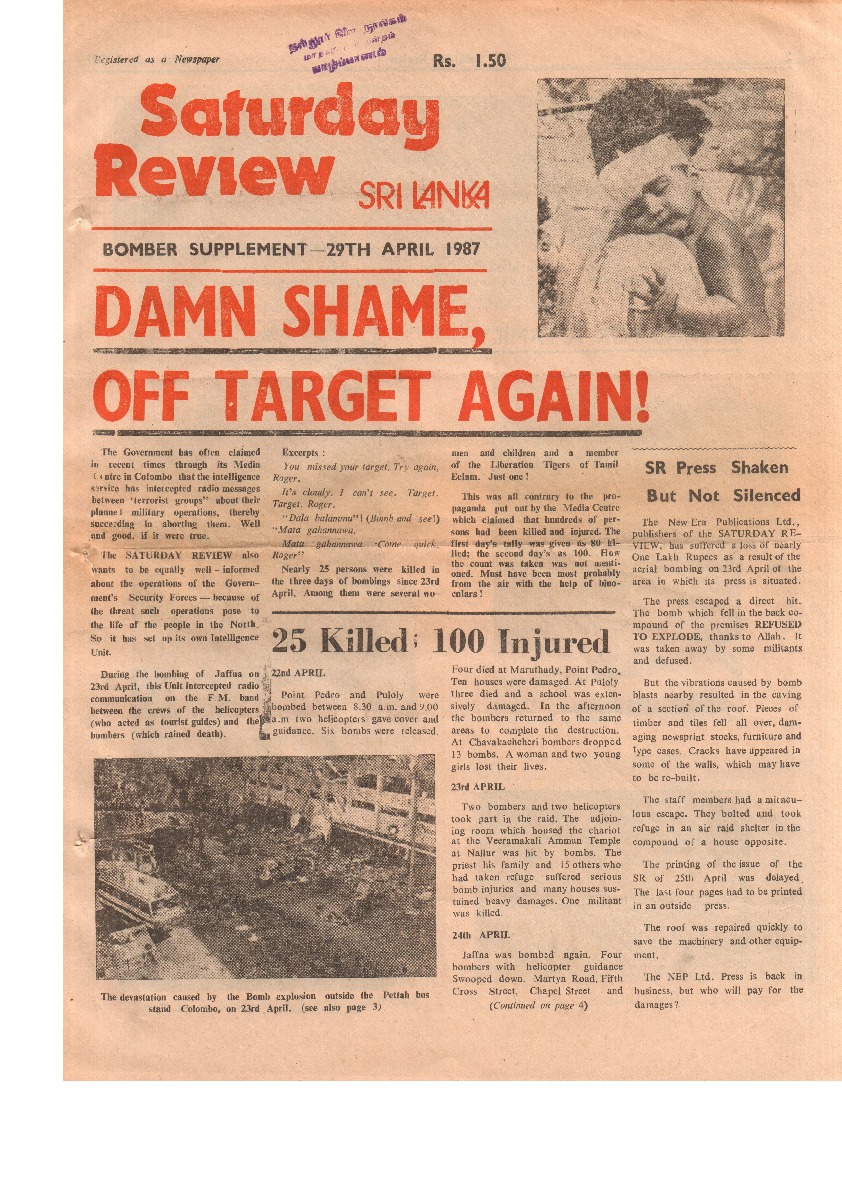 Registered as a Newspaper
நல்லூர்
யாழ்ப்பாணம்
Rs. 1.50
Saturday
Review
SRI LANKA
BOMBER SUPPLEMENT—29TH APRIL 1987
DAMN SHAME,
OFF TARGET AGAIN!
The Government has often claimed
in recent times through its Media
Centre in Colombo that the intelligence
service has intercepted radio messages
between "terrorist groups" about their
planned military operations, thereby
succeeding in aborting them. Well
and good, if it were true.
The SATURDAY REVIEW also
wants to be equally well-informed
about the operations of the Govern-
ment's Security Forces—because of
the threat such operations pose to
the life of the people in the North.
So it has set up its own Intelligence
Unit.
During the bombing of Jaffna on
23rd April, this Unit intercepted radio
communication on the F M. band
between the crews of the helicopters
(who acted as tourist guides) and the
bombers (which rained death).
Excerpts :
You missed your target. Try again,
Roger.
It's cloudy. I can't see. Target.
Target. Roger.
"Dala balamnu"! (Bomb and see!)
"Mata gahannawa.
Mata gahannawa Come quick
Roger"
Nearly 25 persons were killed in
the three days of bombings since 23rd
April. Among them were several wo-
men and children and a member
of the Liberation Tigers of Tamil
Eelam. Just one!
This was all contrary to the pro-
paganda put out by the Media Centre
which claimed that hundreds of per-
sons had been killed and injured. The
first day's tally was given as 80 kil-
led; the second day's as 100. How
the count was taken was not menti-
oned. Must have been most probably
from the air with the help of bino-
culars!
25 Killed; 100 Injured
22nd APRIL
Point Pedro and Puloly were
bombed between 8.30 a.m. and 9.00
a.m two helicopters gave cover and
guidance. Six bombs were released.
Four died at Maruthady, Point Pedro.
Ten houses were damaged. At Puloly
three died and a school was exten-
sively damaged. In the afternoon
the bombers returned to the same
areas to complete the destruction.
At Chavakachcheri bombers dropped
13 bombs. A woman and two young
girls lost their lives.
23rd APRIL
Two bombers and two helicopters
took part in the raid. The adjoin-
ing room which housed the chariot
at the Veeramakali Amman Temple
at Nallur was hit by bombs. The
priest his family and 15 others who
had taken refuge suffered serious
bomb injuries and many houses sus-
tained heavy damages. One militant
was killed.
24th APRIL
Jaffna was bombed again. Four
bombers with helicopter guidance
Swooped down. Martyn Road, Fifth
Cross Street, Chapel Street and
(Continued on page 4)
The devastation caused by the Bomb explosion outside the Pettah bus
stand Colombo, on 23rd April. (see also page 3)
SR Press Shaken
But Not Silenced
The New Era Publications Ltd.,
publishers of the SATURDAY RE-
VIEW, has suffered a loss of nearly
One Lakh Rupees as a result of the
aerial bombing on 23rd April of the
area in which its press is situated.
The press escaped a direct hit.
The bomb which fell in the back co-
mpound of the premises REFUSED
TO EXPLODE, thanks to Allah. It
was taken away by some militants
and defused.
But the vibrations caused by bomb
blasts nearby resulted in the caving
of a section of the roof. Pieces of
timber and tiles fell all over, dam-
aging newsprint stocks, furniture and
type cases. Cracks have appeared in
some of the walls, which may have
to be re-built.
The staff members had a miracu-
lous escape. They bolted and took
refuge in an air raid shelter in the
compound of a house opposite.
The printing of the issue of the
SR of 25th April was delayed.
The last four pages had to be printed
in an outside press.
The roof was repaired quickly to
save the machinery and other equip-
ment.
The NEP Ltd. Press is back in
business, but who will pay for the
damages?